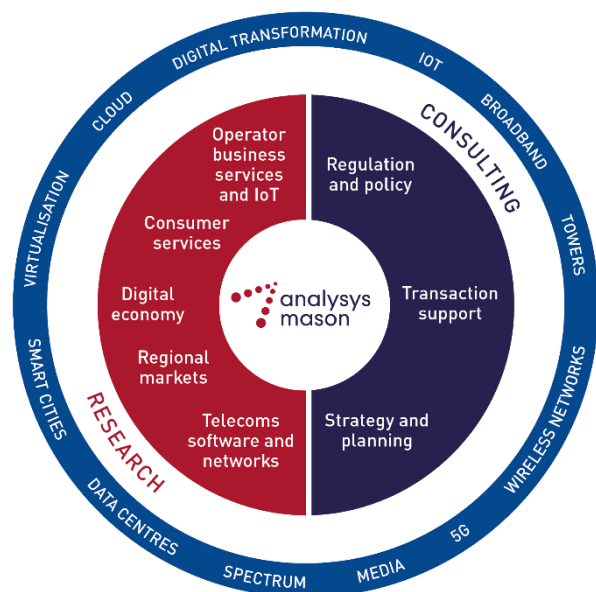 DIGITAL TRANSFORMATION
IOT
BROADBAND
TOWERS
WIRELESS NETWORKS
5G
MEDIA
SPECTRUM
DATA CENTRES
SMART CITIES
VIRTUALISATION
CLOUD
CONSULTING
Regulation
and policy
Transaction
support
Strategy and
planning
RESEARCH
Operator
business
services
and IoT
Consumer
services
Digital
economy
Regional
markets
Telecoms
software and
networks
analysys
mason